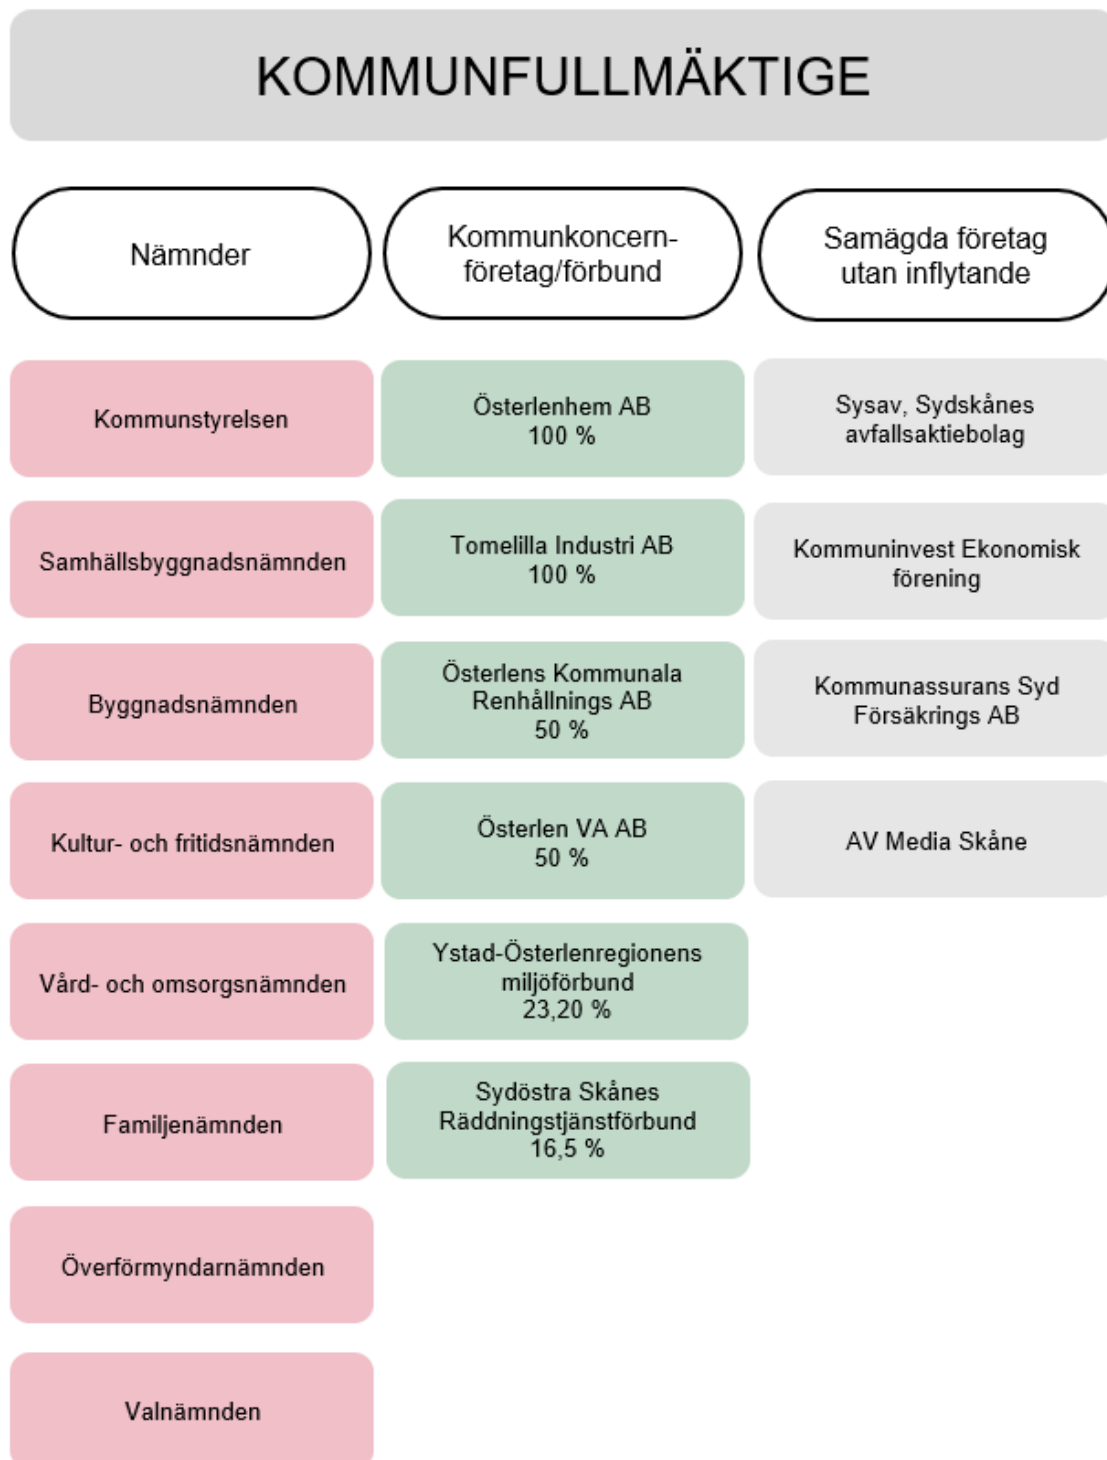 KOMMUNFULLMÄKTIGE
Nämnder
Kommunkoncern-
företag/förbund
Samägda företag
utan inflytande
Kommunstyrelsen
Samhällsbyggnadsnämnden
Byggnadsnämnden
Kultur- och fritidsnämnden
Vård- och omsorgsnämnden
Familjenämnden
Överförmyndarnämnden
Valnämnden
Österlenhem AB
100 %
Tomelilla Industri AB
100 %
Österlens Kommunala
Renhållnings AB
50 %
Österlen VA AB
50 %
Ystad-Österlenregionens
miljöförbund
23,20 %
Sydöstra Skånes
Räddningstjänstförbund
16,5 %
Sysav, Sydskånes
avfallsaktiebolag
Kommuninvest Ekonomisk
förening
Kommunassurans Syd
Försäkrings AB
AV Media Skåne